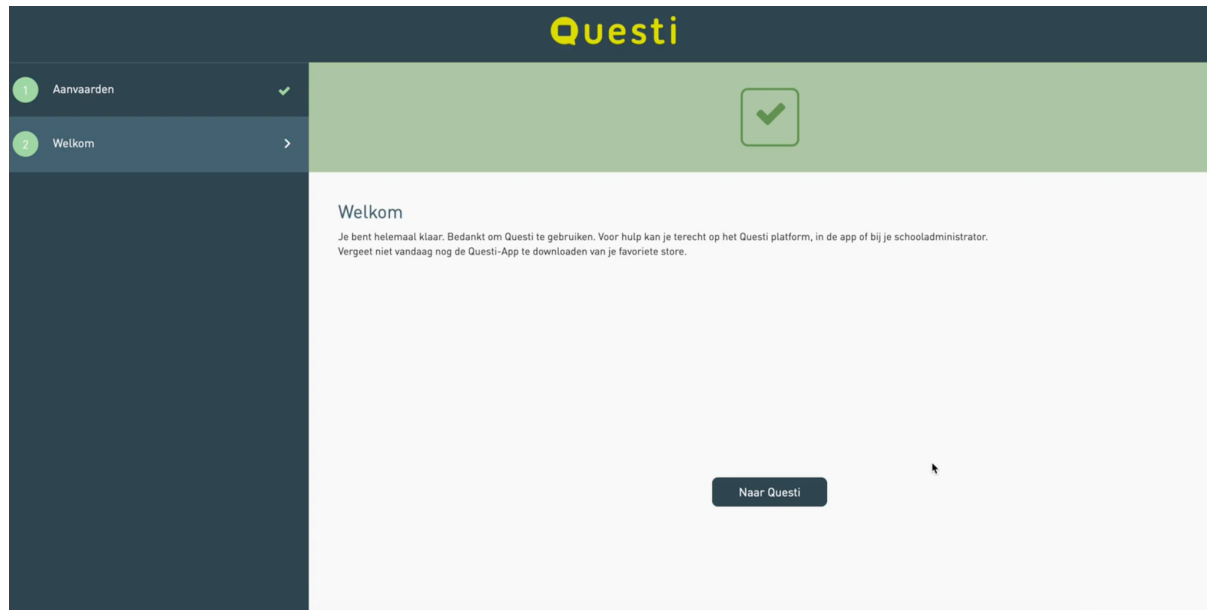 Questi
1 Aanvaarden
2 Welkom
Welkom
Je bent helemaal klaar. Bedankt om Questi te gebruiken. Voor hulp kan je terecht op het Questi platform, in de app of bij je schooladministrator.
Vergeet niet vandaag nog de Questi-App te downloaden van je favoriete store.
Naar Questi